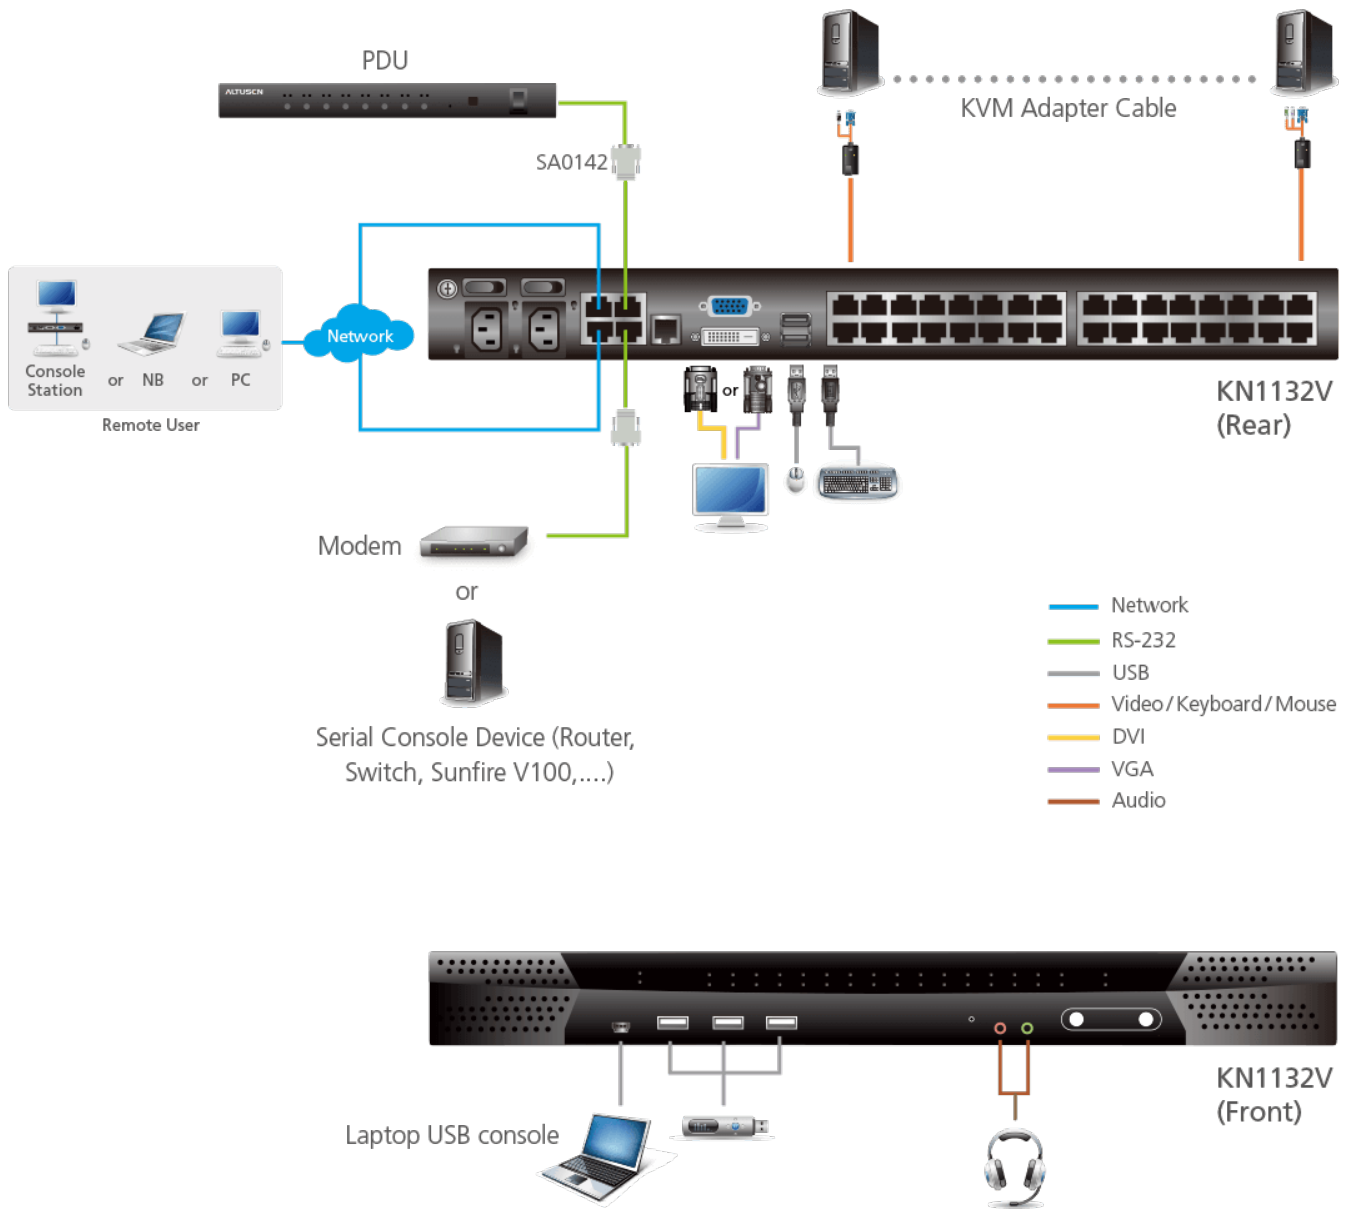 PDU
ALTUSEN
SA0142
KVM Adapter Cable
Network
Console
Station
or
NB
or
PC
Remote User
KN1132V
(Rear)
or
Modem
or
Serial Console Device (Router,
Switch, Sunfire V100,....)
Network
RS-232
USB
Video/Keyboard/Mouse
DVI
VGA
Audio
KN1132V
(Front)
Laptop USB console